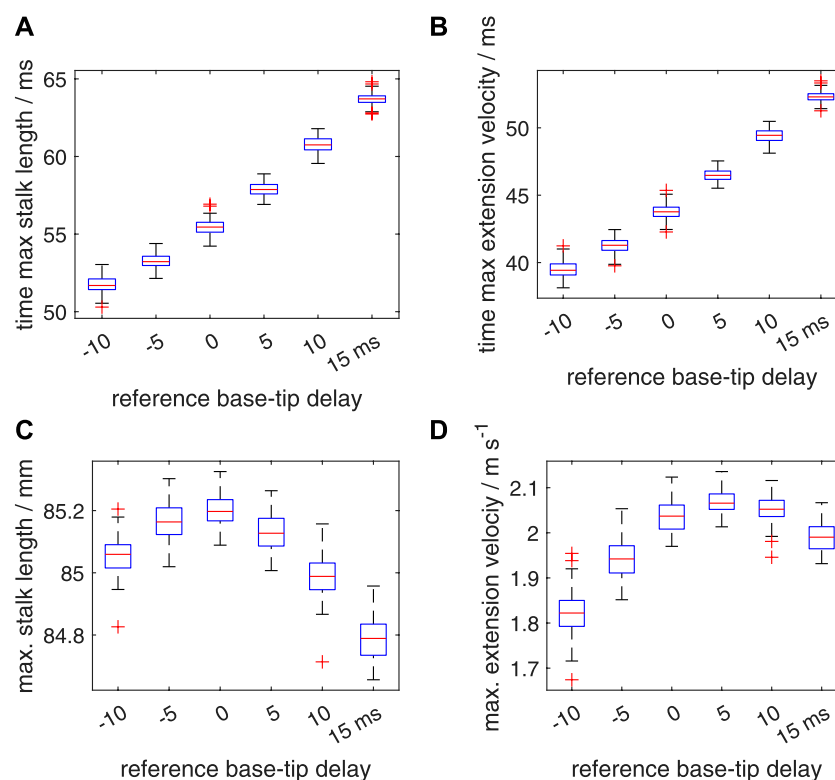 A
time max stalk length / ms
65
60
55
50
-10 -5 0 5 10 15 ms
reference base-tip delay
B
time max extension velocity / ms
50
45
40
-10 -5 0 5 10 15 ms
reference base-tip delay
C
max. stalk length / mm
85.2
85
84.8
-10 -5 0 5 10 15 ms
reference base-tip delay
D
max. extension velociy / m s⁻¹
2.1
2
1.9
1.8
1.7
-10 -5 0 5 10 15 ms
reference base-tip delay